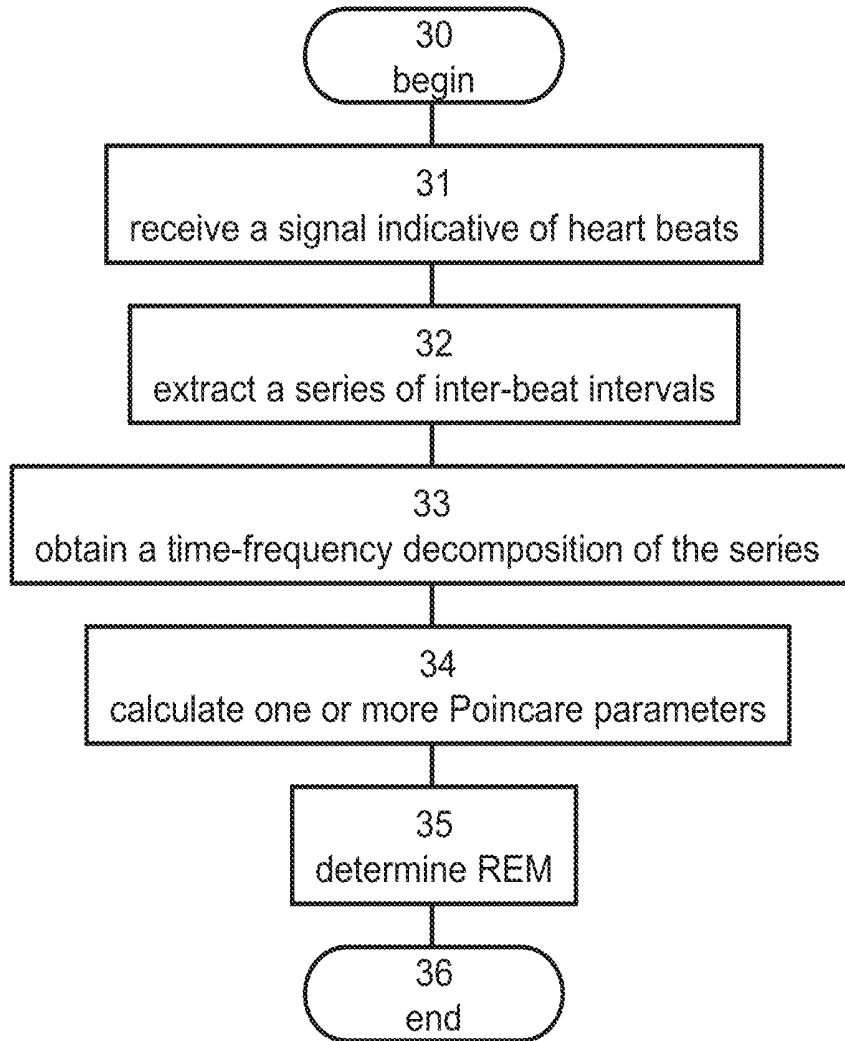 30
begin
31
receive a signal indicative of heart beats
32
extract a series of inter-beat intervals
33
obtain a time-frequency decomposition of the series
34
calculate one or more Poincare parameters
35
determine REM
36
end